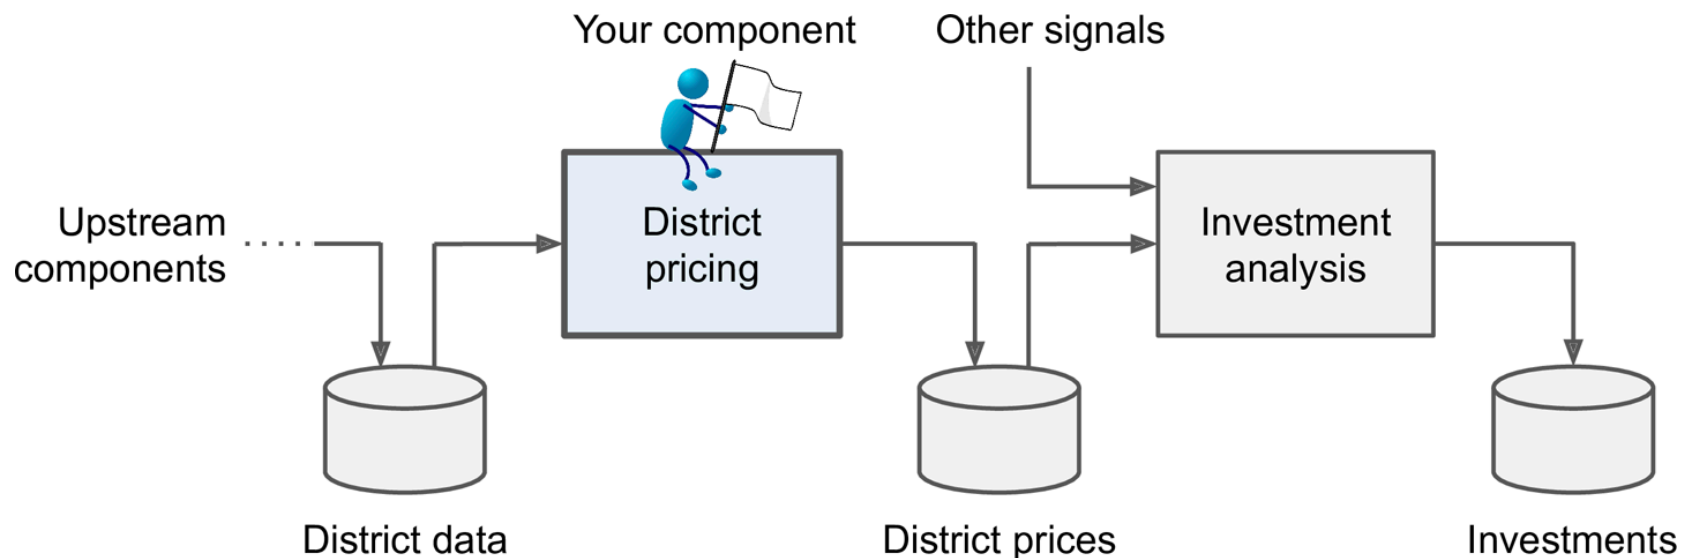 Your component
Other signals
Upstream
components
District
pricing
Investment
analysis
District data
District prices
Investments